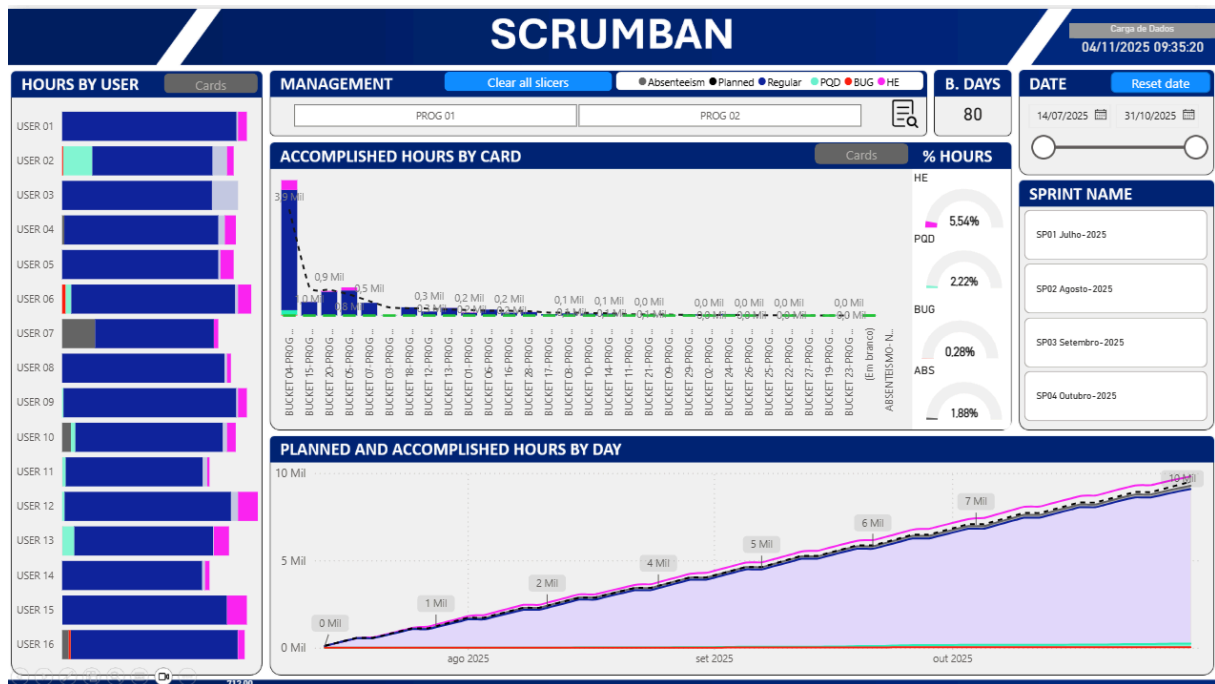 SCRUMBAN
Carga de Dados
04/11/2025 09:35:20
HOURS BY USER
Cards
USER 01
USER 02
USER 03
USER 04
USER 05
USER 06
USER 07
USER 08
USER 09
USER 10
USER 11
USER 12
USER 13
USER 14
USER 15
USER 16
MANAGEMENT
Clear all slicers
Absenteeism Planned Regular PQD BUG HE
PROG 01
PROG 02
B. DAYS
80
DATE
Reset date
14/07/2025
31/10/2025
ACCOMPLISHED HOURS BY CARD
Cards
3,9 Mil
0,9 Mil
0,8 Mil
0,5 Mil
0,3 Mil
0,2 Mil
0,2 Mil
0,1 Mil
0,1 Mil
0,0 Mil
0,0 Mil
0,0 Mil
0,0 Mil
0,0 Mil
BUCKET 04-PROG ...
BUCKET 15-PROG ...
BUCKET 20-PROG ...
BUCKET 05-PROG ...
BUCKET 07-PROG ...
BUCKET 03-PROG ...
BUCKET 18-PROG ...
BUCKET 12-PROG ...
BUCKET 13-PROG ...
BUCKET 01-PROG ...
BUCKET 06-PROG ...
BUCKET 16-PROG ...
BUCKET 28-PROG ...
BUCKET 17-PROG ...
BUCKET 08-PROG ...
BUCKET 10-PROG ...
BUCKET 14-PROG ...
BUCKET 11-PROG ...
BUCKET 21-PROG ...
BUCKET 09-PROG ...
BUCKET 29-PROG ...
BUCKET 02-PROG ...
BUCKET 24-PROG ...
BUCKET 26-PROG ...
BUCKET 25-PROG ...
BUCKET 22-PROG ...
BUCKET 27-PROG ...
BUCKET 19-PROG ...
BUCKET 23-PROG ...
(Em branco)
ABSENTEISMO- N...
% HOURS
HE
5,54%
PQD
2,22%
BUG
0,28%
ABS
1,88%
SPRINT NAME
SP01 Julho-2025
SP02 Agosto-2025
SP03 Setembro-2025
SP04 Outubro-2025
PLANNED AND ACCOMPLISHED HOURS BY DAY
10 Mil
5 Mil
0 Mil
0 Mil
1 Mil
2 Mil
4 Mil
5 Mil
6 Mil
7 Mil
10 Mil
ago 2025
set 2025
out 2025